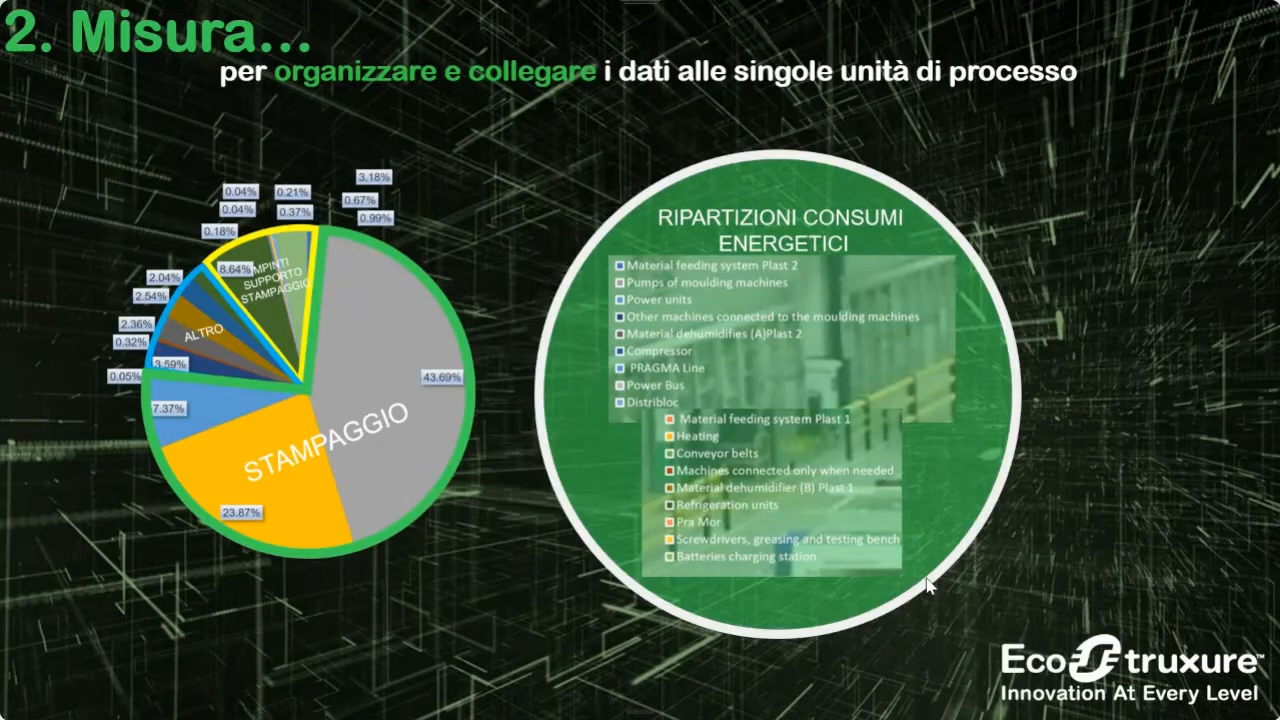 2. Misura...
per organizzare e collegare i dati alle singole unità di processo
3.18%
0.04%
0.21%
0.67%
0.04%
0.37%
0.99%
0.18%
8.64%
IMPINTI
SUPPORTO
STAMPAGGIO
2.04%
2.54%
2.36%
ALTRO
0.32%
3.59%
0.05%
43.69%
7.37%
STAMPAGGIO
23.87%
RIPARTIZIONI CONSUMI
ENERGETICI
Material feeding system Plast 2
Pumps of moulding machines
Power units
Other machines connected to the moulding machines
Material dehumidifies (A)Plast 2
Compressor
PRAGMA Line
Power Bus
Distribloc
Material feeding system Plast 1
Heating
Conveyor belts
Machines connected only when needed
Material dehumidifier (B) Plast 1
Refrigeration units
Pra Mor
Screwdrivers, greasing and testing bench
Batteries charging station
EcoStruxure™
Innovation At Every Level